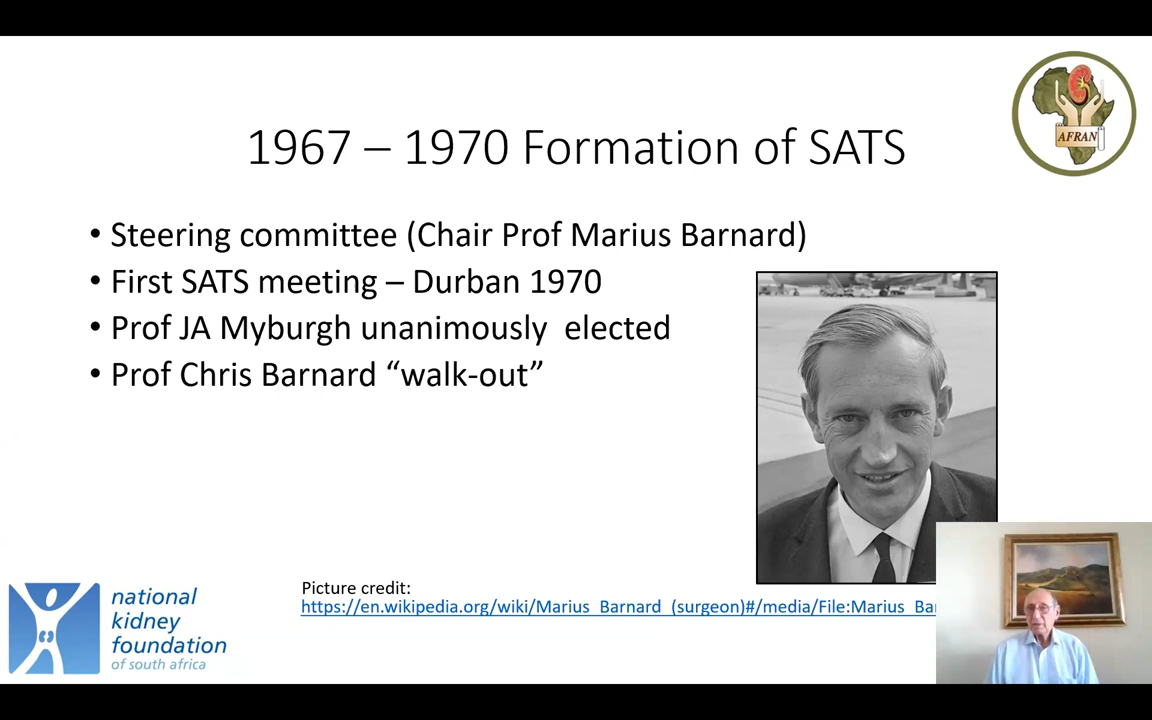 AFRAN
1967 – 1970 Formation of SATS
• Steering committee (Chair Prof Marius Barnard)
• First SATS meeting – Durban 1970
• Prof JA Myburgh unanimously  elected
• Prof Chris Barnard “walk-out”
Picture credit:
https://en.wikipedia.org/wiki/Marius_Barnard_(surgeon)#/media/File:Marius_Bar
national
kidney
foundation
of south africa